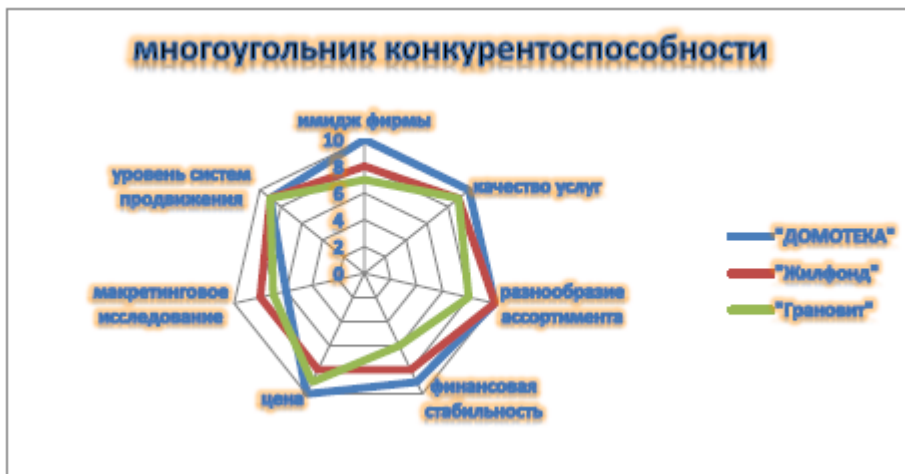 многоугольник конкурентоспособности
имидж фирмы
10
8
6
4
2
0
качество услуг
разнообразие
ассортимента
финансовая
стабильность
цена
макретинговое
исследование
уровень систем
продвижения
"ДОМОТЕКА"
"Жилфонд"
"Грановит"